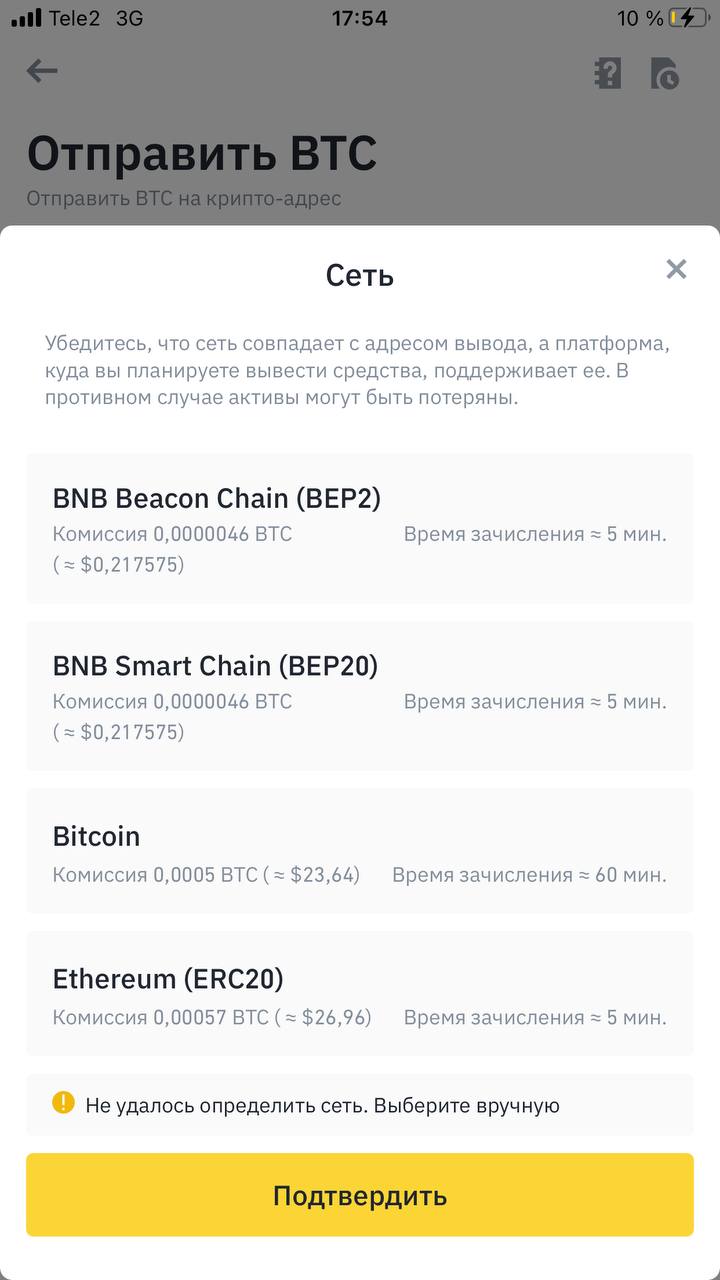 Tele2 3G 17:54 10 %
Отправить BTC
Отправить BTC на крипто-адрес
Сеть
Убедитесь, что сеть совпадает с адресом вывода, а платформа,
куда вы планируете вывести средства, поддерживает ее. В
противном случае активы могут быть потеряны.
BNB Beacon Chain (BEP2)
Комиссия 0,0000046 BTC Время зачисления ≈ 5 мин.
( ≈ $0,217575)
BNB Smart Chain (BEP20)
Комиссия 0,0000046 BTC Время зачисления ≈ 5 мин.
( ≈ $0,217575)
Bitcoin
Комиссия 0,0005 BTC ( ≈ $23,64) Время зачисления ≈ 60 мин.
Ethereum (ERC20)
Комиссия 0,00057 BTC ( ≈ $26,96) Время зачисления ≈ 5 мин.
Не удалось определить сеть. Выберите вручную
Подтвердить